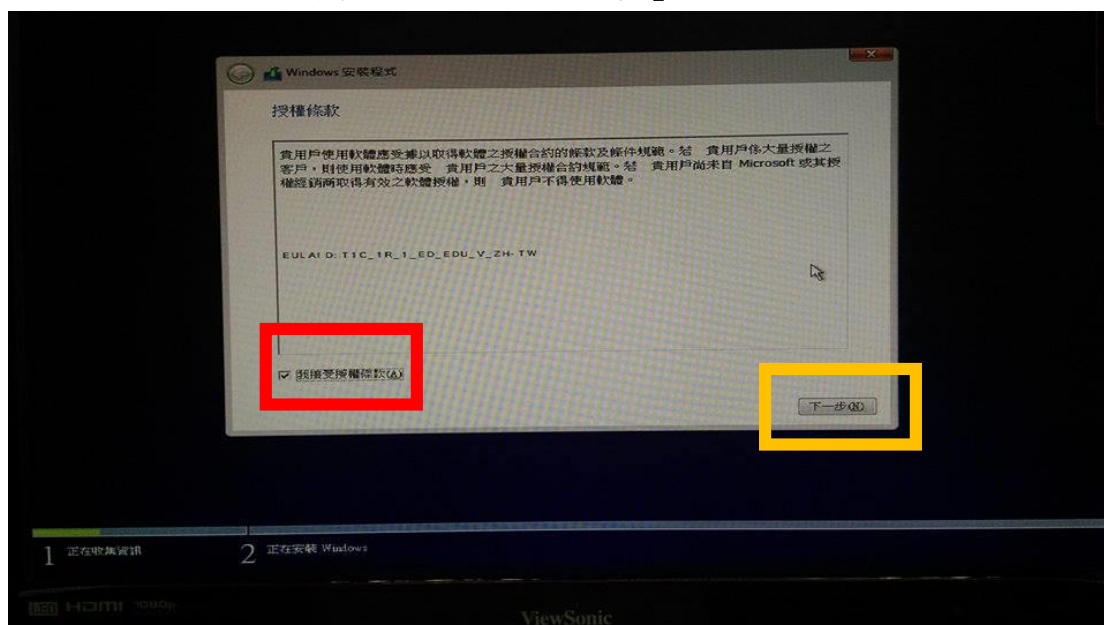 Windows 安裝程式
授權條款
貴用戶使用軟體應受據以取得軟體之授權合約的條款及條件規範。若 貴用戶係大量授權之
客戶，則使用軟體時應受 貴用戶之大量授權合約規範。若 貴用戶尚未自 Microsoft 或其授
權經銷商取得有效之軟體授權，則 貴用戶不得使用軟體。
EULAID: T1C_1R_1_ED_EDU_V_ZH-TW
我接受授權條款(A)
下一步(N)
1 正在收集資訊
2 正在安裝 Windows
LED HDMI 1080p
ViewSonic